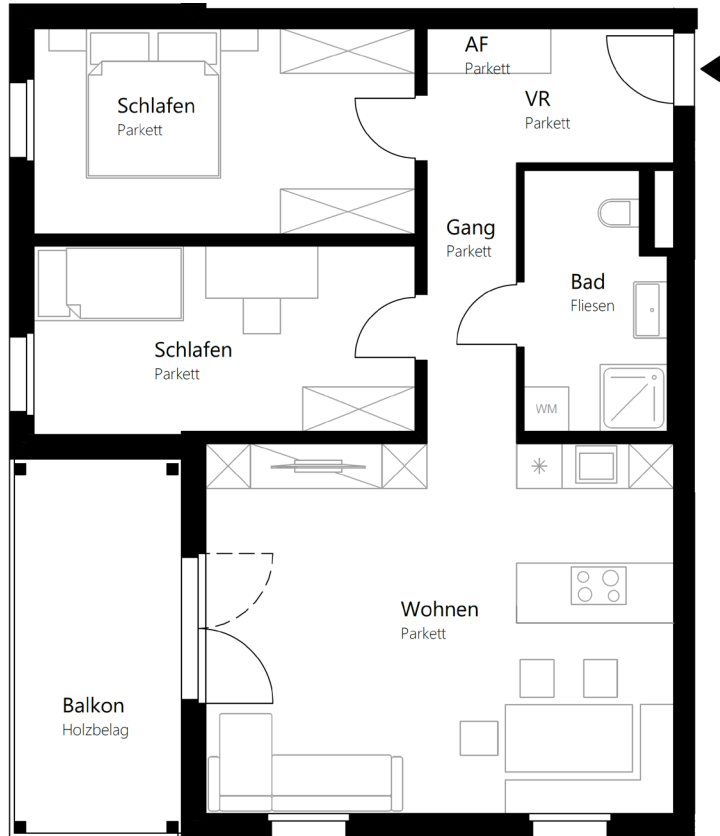 AF
Parkett
VR
Parkett
Schlafen
Parkett
Gang
Parkett
Bad
Fliesen
Schlafen
Parkett
WM
Wohnen
Parkett
Balkon
Holzbelag